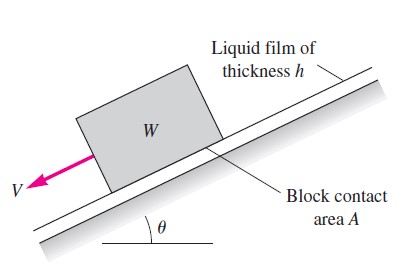 Liquid film of
thickness h
W
V
Block contact
area A
θ